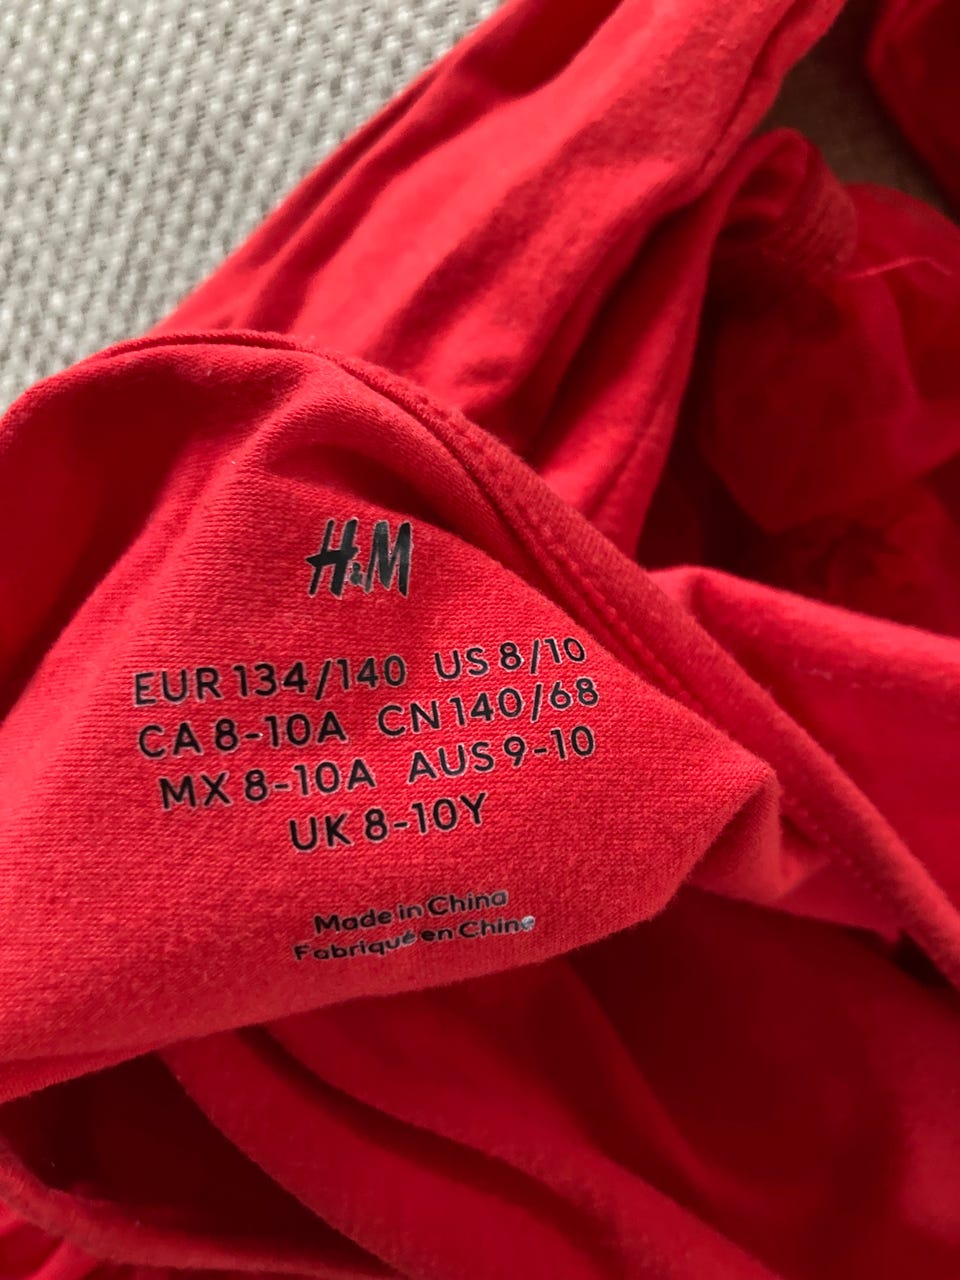 H&M
EUR 134/140 US 8/10
CA 8-10A CN 140/68
MX 8-10A AUS 9-10
UK 8-10Y
Made in China
Fabriqué en Chine